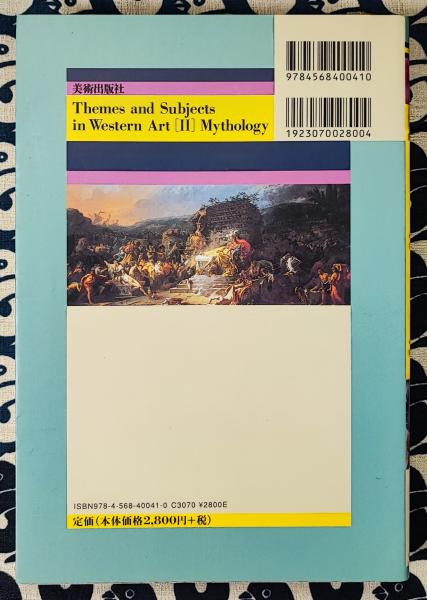 9784568400410
1923070028004
美術出版社
Themes and Subjects
in Western Art [II] Mythology
ISBN978-4-568-40041-0 C3070 ¥2800E
定価(本体価格2,800円+税)